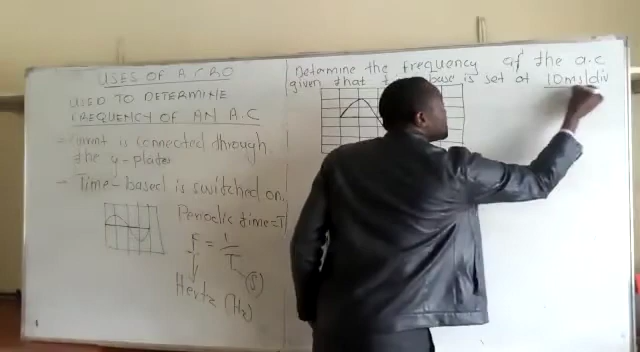 USES OF A CRO
USED TO DETERMINE
FREQUENCY OF AN A.C
- Current is connected through
the y-plates
- Time-based is switched on.
Periodic time=T
f = 1
T
(S)
Hertz (Hz)
Determine the frequency of the a.c
given that base is set at 10ms/div